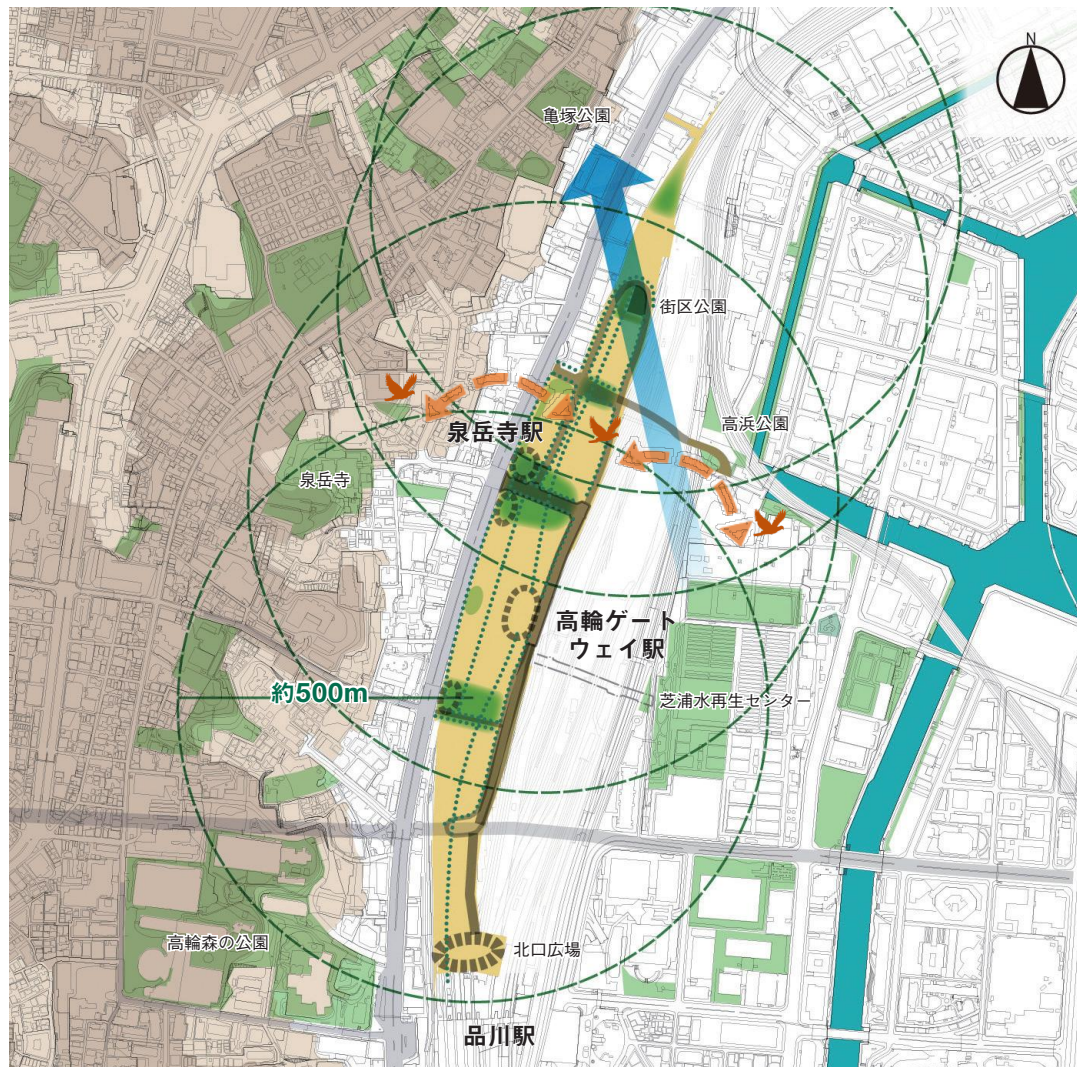 N
亀塚公園
街区公園
高浜公園
泉岳寺駅
泉岳寺
高輪ゲート
ウェイ駅
約500m
芝浦水再生センター
高輪森の公園
北口広場
品川駅